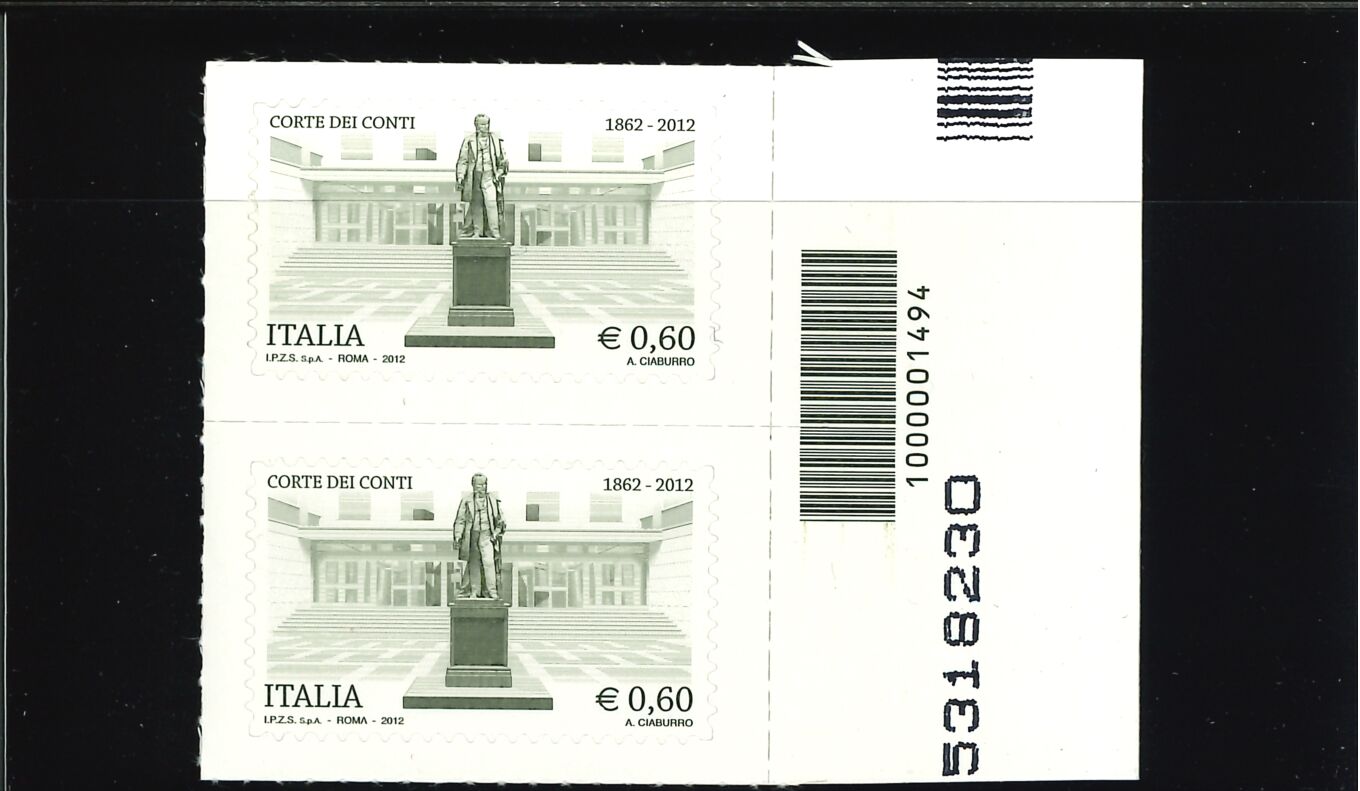 CORTE DEI CONTI
1862 - 2012
ITALIA
€ 0,60
I.P.Z.S. S.p.A. - ROMA - 2012
A. CIABURRO
CORTE DEI CONTI
1862 - 2012
ITALIA
€ 0,60
I.P.Z.S. S.p.A. - ROMA - 2012
A. CIABURRO
1000001494
5318230